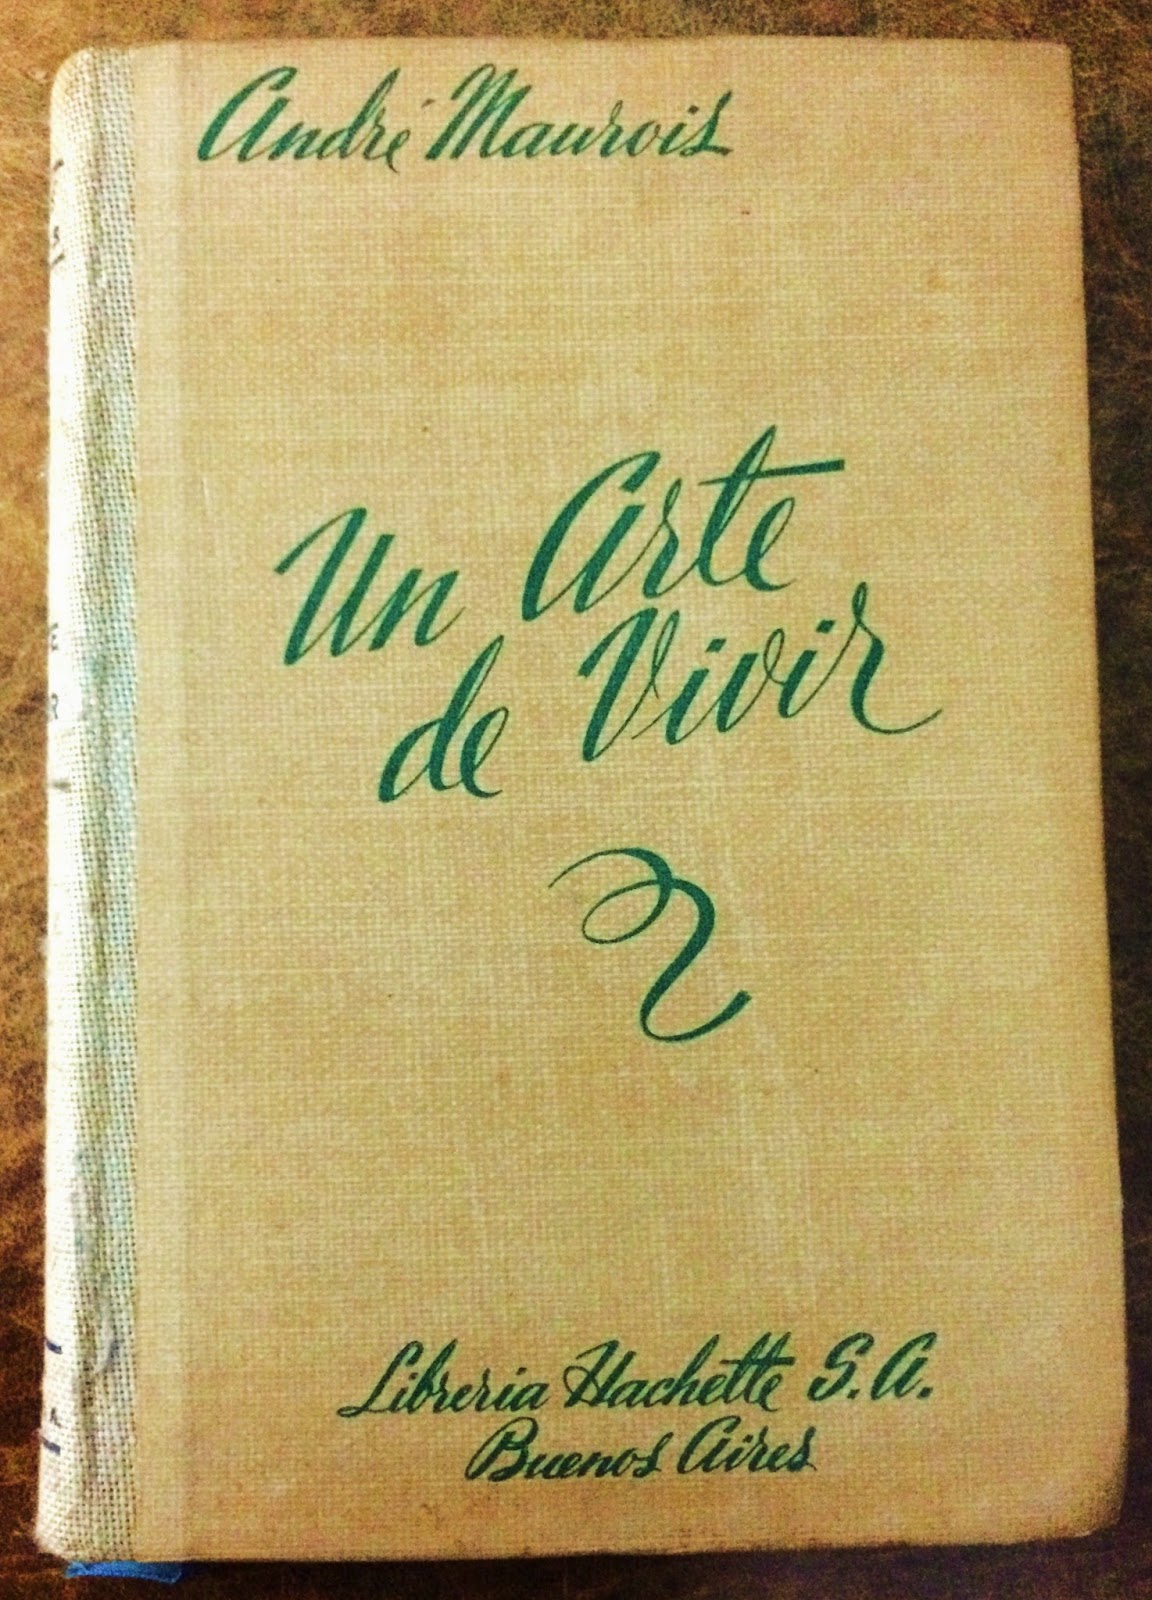 André Maurois
Un Arte
de Vivir
Libreria Hachette S.A.
Buenos Aires